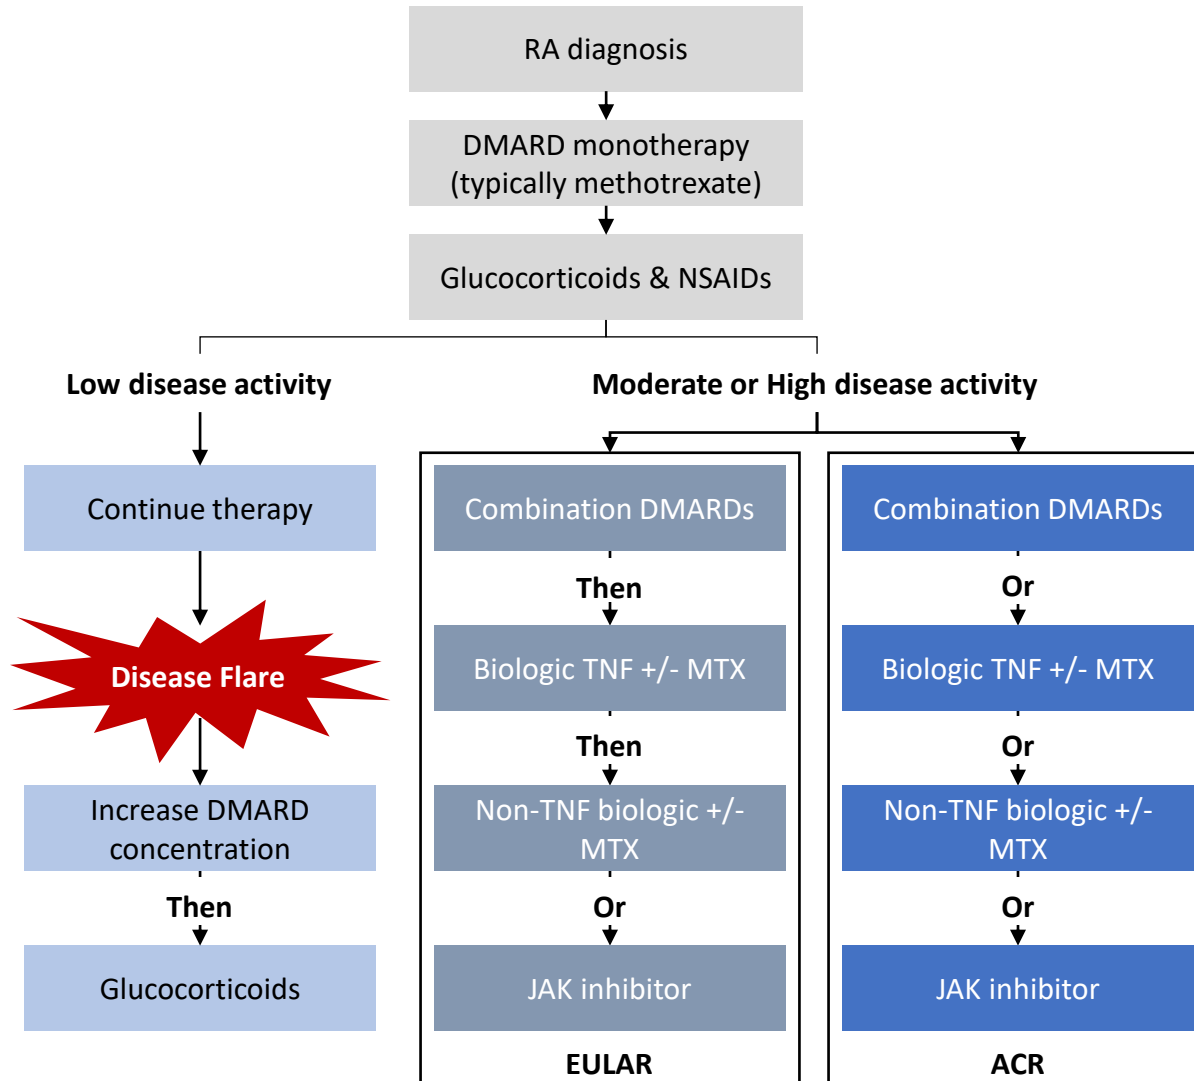 RA diagnosis
DMARD monotherapy
(typically methotrexate)
Glucocorticoids & NSAIDs
Low disease activity
Moderate or High disease activity
Continue therapy
Disease Flare
Increase DMARD
concentration
Then
Glucocorticoids
Combination DMARDs
Then
Biologic TNF +/- MTX
Then
Non-TNF biologic +/-
MTX
Or
JAK inhibitor
EULAR
Combination DMARDs
Or
Biologic TNF +/- MTX
Or
Non-TNF biologic +/-
MTX
Or
JAK inhibitor
ACR